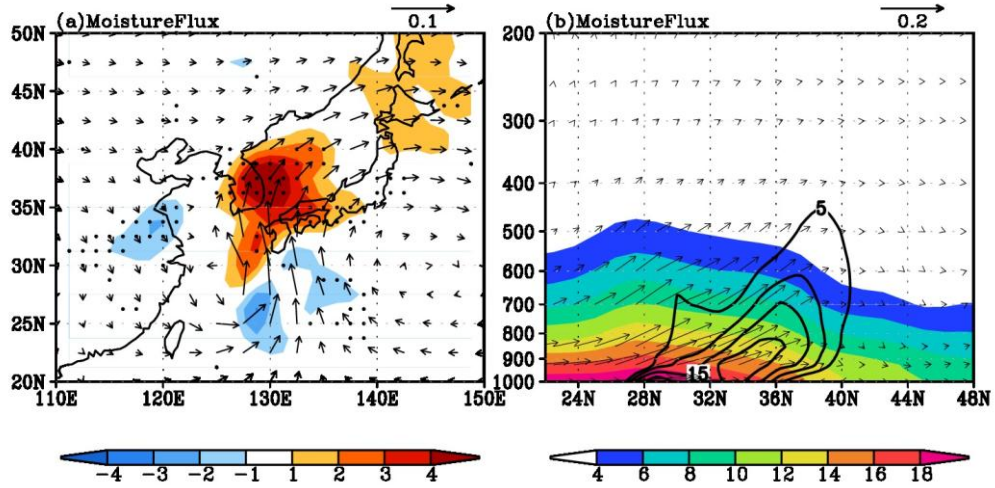 (a)MoistureFlux
0.1
50N
45N
40N
35N
30N
25N
20N
110E 120E 130E 140E 150E
-4 -3 -2 -1 1 2 3 4
(b)MoistureFlux
0.2
200
300
400
500
600
700
800
900
1000
5
15
24N 28N 32N 36N 40N 44N 48N
4 6 8 10 12 14 16 18